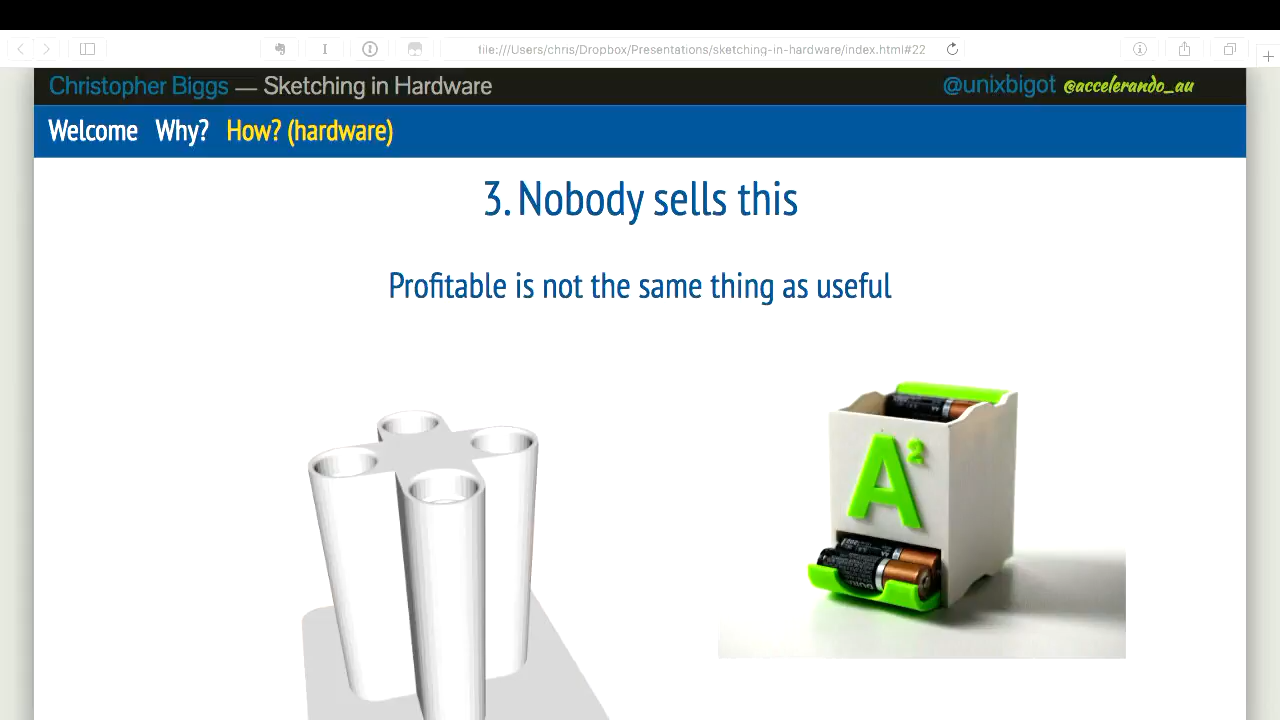 file:///Users/chris/Dropbox/Presentations/sketching-in-hardware/index.html#22
Christopher Biggs — Sketching in Hardware
@unixbigot @accelerando_au
Welcome Why? How? (hardware)
3. Nobody sells this
Profitable is not the same thing as useful
A²